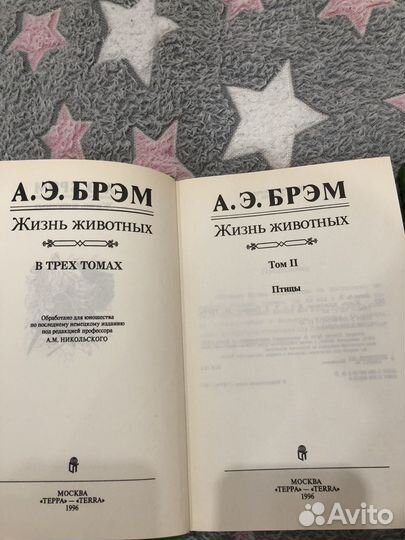 А. Э. БРЭМ
Жизнь животных
В ТРЕХ ТОМАХ
Обработано для юношества
по последнему немецкому изданию
под редакцией профессора
А.М. НИКОЛЬСКОГО
МОСКВА
«ТЕРРА» — «TERRA»
1996
А. Э. БРЭМ
Жизнь животных
Том II
Птицы
МОСКВА
«ТЕРРА» — «TERRA»
1996
Avito